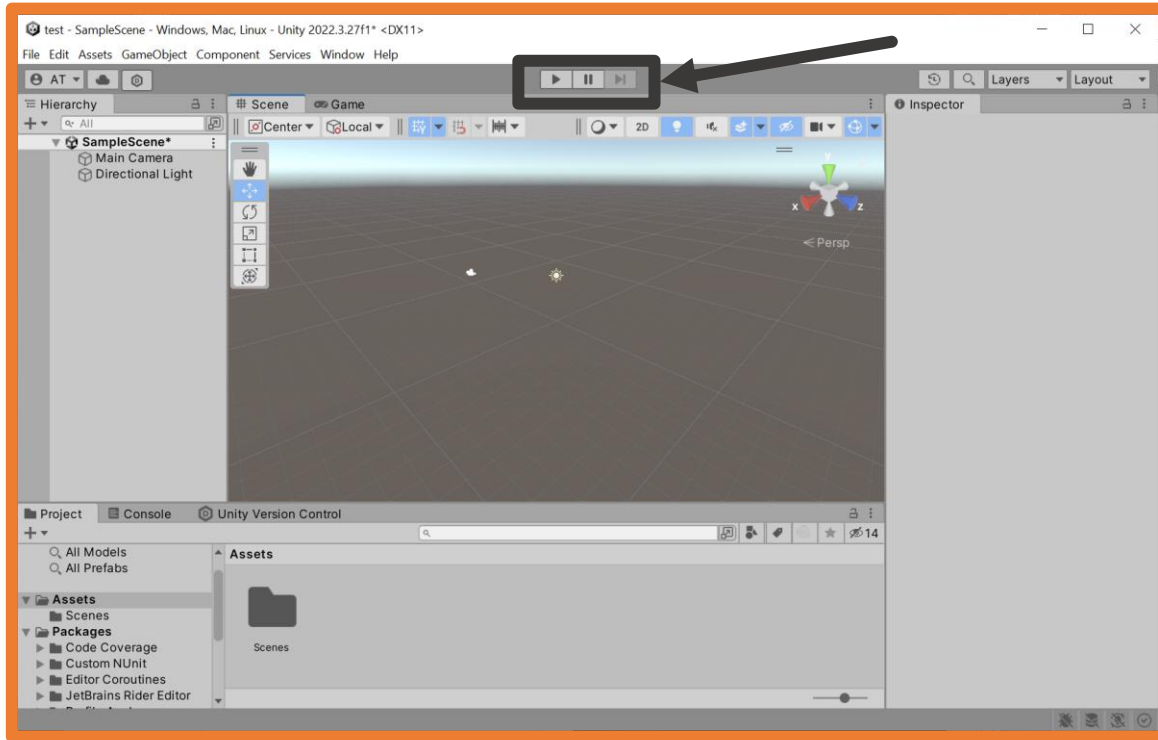 test - SampleScene - Windows, Mac, Linux - Unity 2022.3.27f1* <DX11>
File Edit Assets GameObject Component Services Window Help
AT Layers Layout
Hierarchy
All
SampleScene*
Main Camera
Directional Light
Scene Game
Center Local 2D
y
x z
Persp
Inspector
Project Console Unity Version Control
14
All Models
All Prefabs
Assets
Scenes
Packages
Code Coverage
Custom NUnit
Editor Coroutines
JetBrains Rider Editor
Assets
Scenes